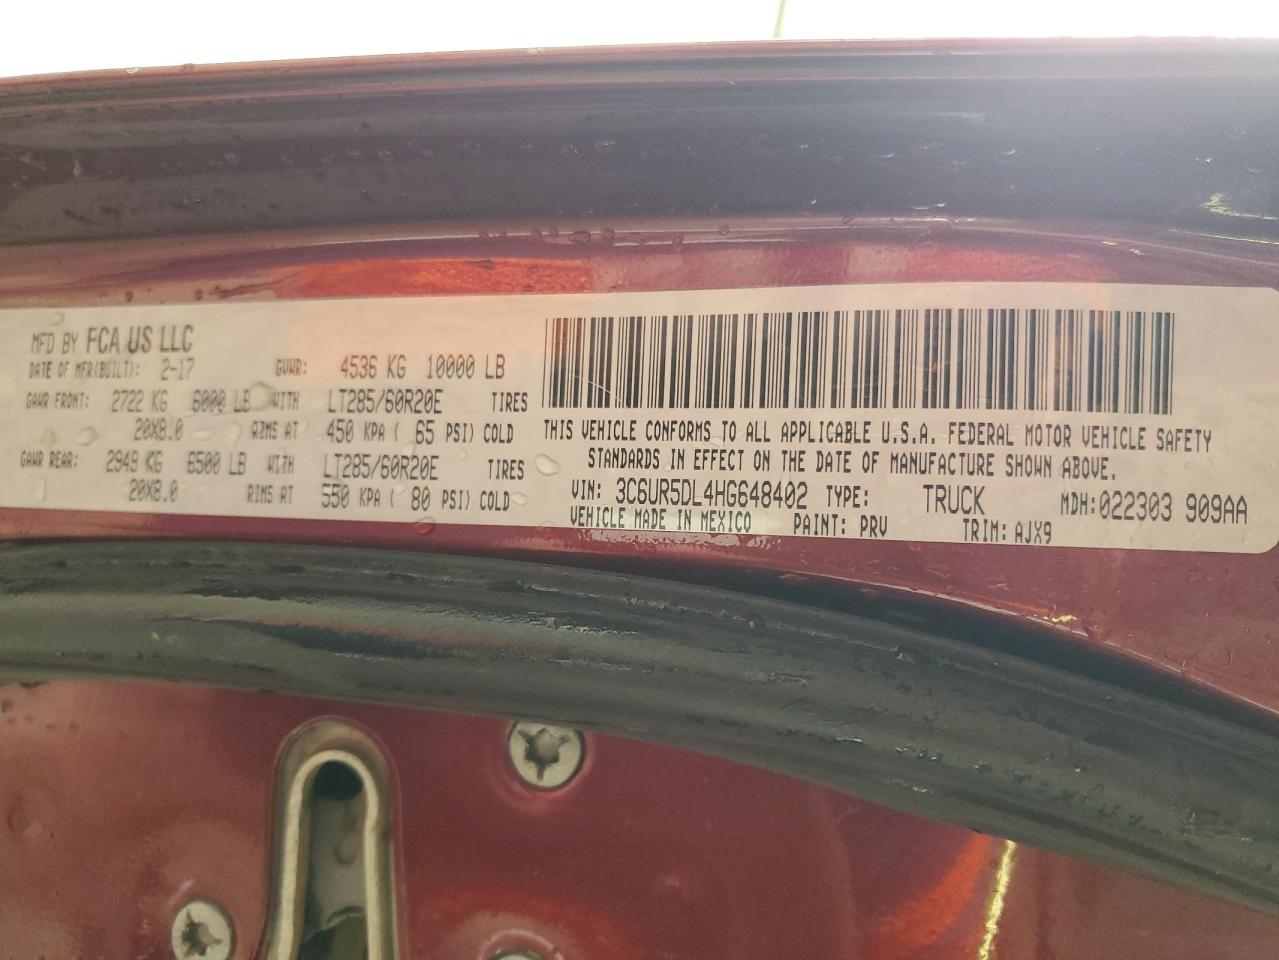 MFD BY FCA US LLC
DATE OF MFR(BUILT): 2-17 GVWR: 4536 KG 10000 LB
GAWR FRONT: 2722 KG 6000 LB WITH LT285/60R20E TIRES
20X8.0 RIMS AT 450 KPA ( 65 PSI) COLD
GAWR REAR: 2949 KG 6500 LB WITH LT285/60R20E TIRES
20X8.0 RIMS AT 550 KPA ( 80 PSI) COLD
THIS VEHICLE CONFORMS TO ALL APPLICABLE U.S.A. FEDERAL MOTOR VEHICLE SAFETY
STANDARDS IN EFFECT ON THE DATE OF MANUFACTURE SHOWN ABOVE.
VIN: 3C6UR5DL4HG648402 TYPE: TRUCK MDH:022303 909AA
VEHICLE MADE IN MEXICO PAINT: PRV TRIM: AJX9